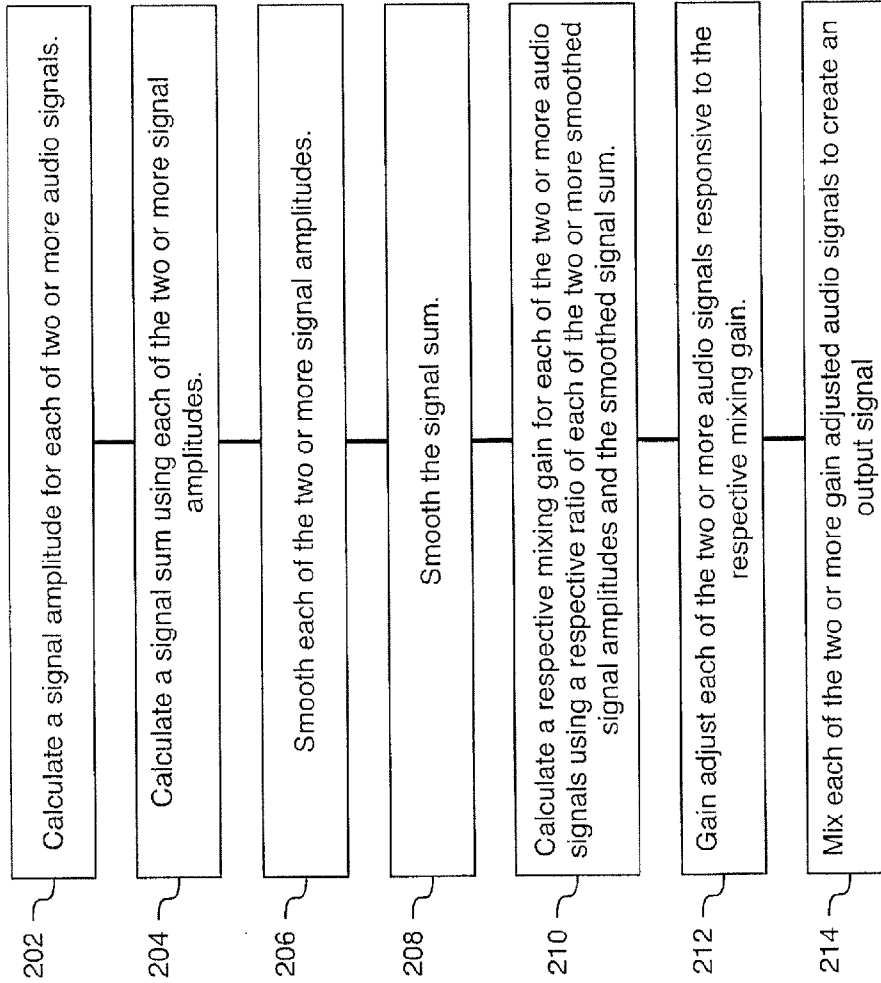 202
Calculate a signal amplitude for each of two or more audio signals.
204
Calculate a signal sum using each of the two or more signal
amplitudes.
206
Smooth each of the two or more signal amplitudes.
208
Smooth the signal sum.
210
Calculate a respective mixing gain for each of the two or more audio
signals using a respective ratio of each of the two or more smoothed
signal amplitudes and the smoothed signal sum.
212
Gain adjust each of the two or more audio signals responsive to the
respective mixing gain.
214
Mix each of the two or more gain adjusted audio signals to create an
output signal